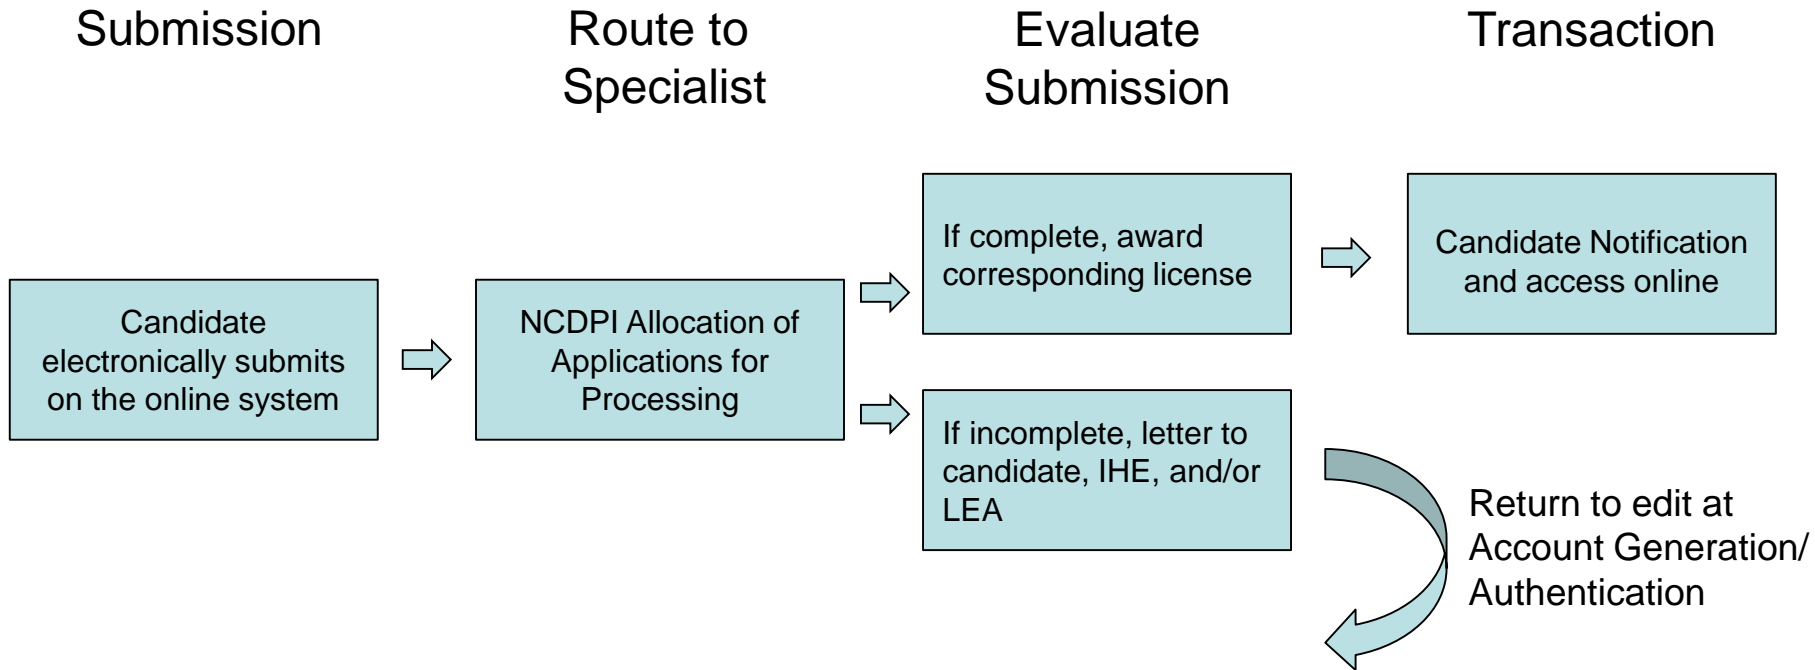 Submission
Route to
Specialist
Evaluate
Submission
Transaction
Candidate
electronically submits
on the online system
NCDPI Allocation of
Applications for
Processing
If complete, award
corresponding license
Candidate Notification
and access online
If incomplete, letter to
candidate, IHE, and/or
LEA
Return to edit at
Account Generation/
Authentication